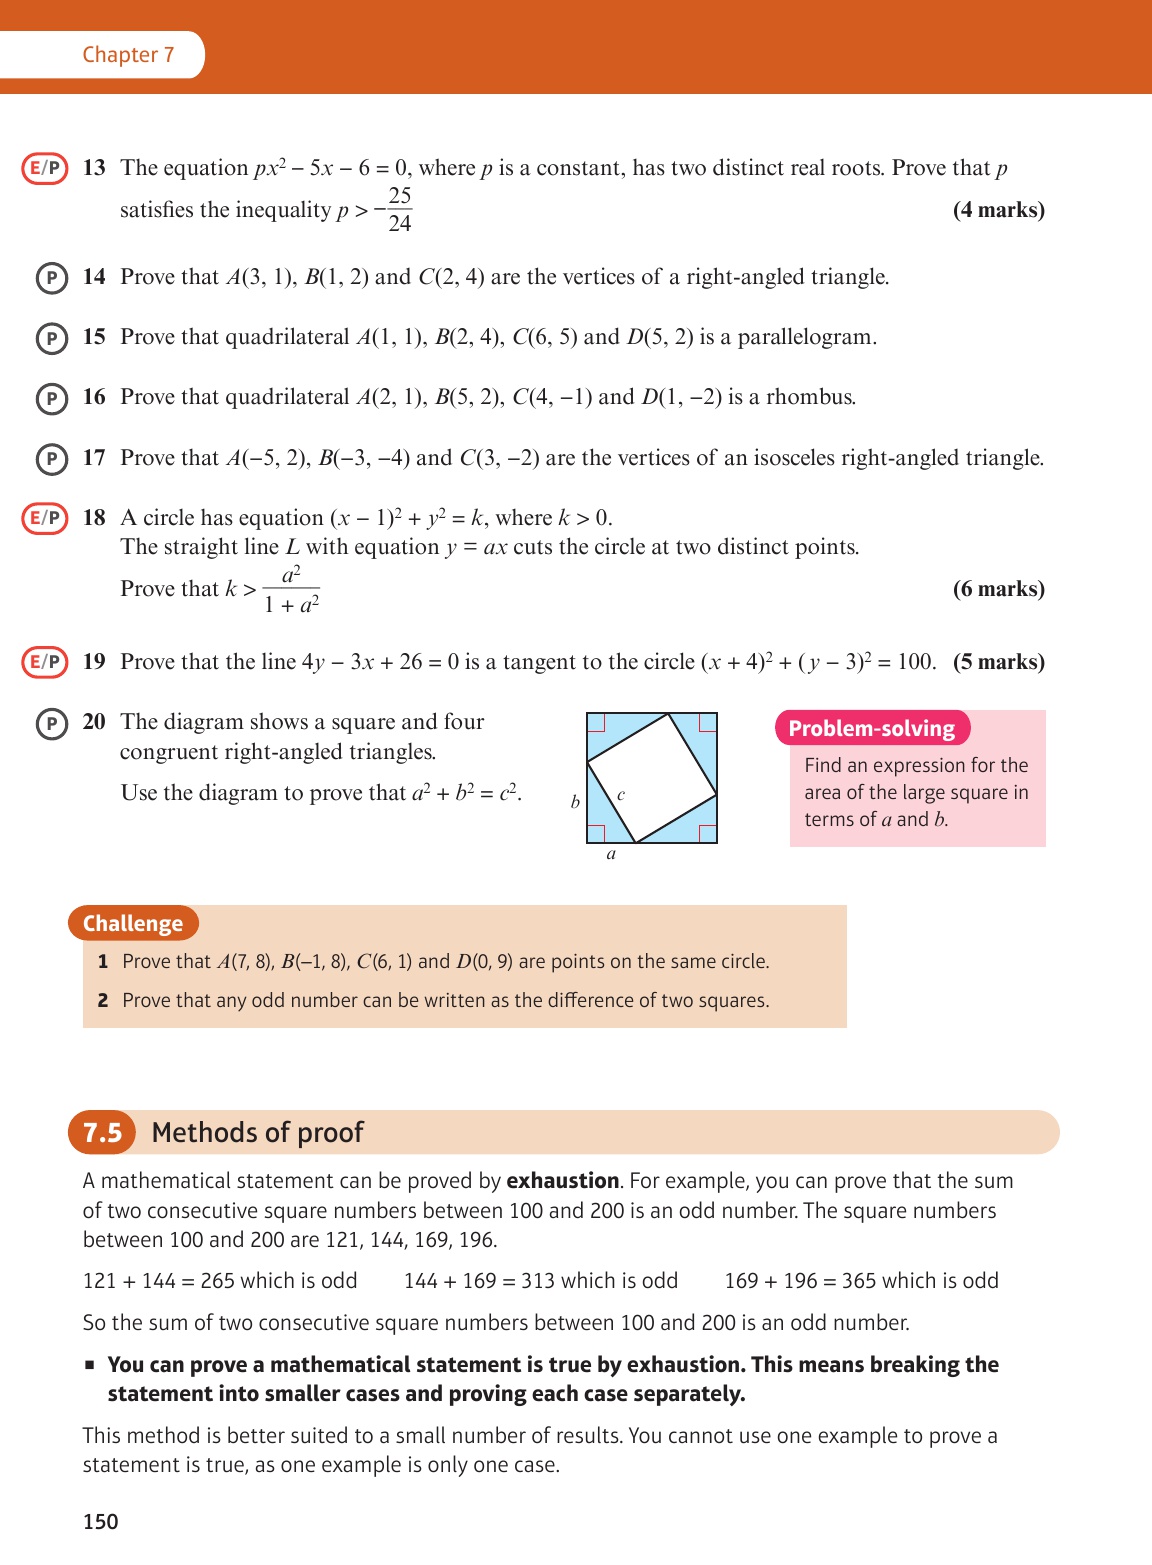 Chapter 7
E/P 13 The equation px² − 5x − 6 = 0, where p is a constant, has two distinct real roots. Prove that p
satisfies the inequality p > −25/24 (4 marks)
P 14 Prove that A(3, 1), B(1, 2) and C(2, 4) are the vertices of a right-angled triangle.
P 15 Prove that quadrilateral A(1, 1), B(2, 4), C(6, 5) and D(5, 2) is a parallelogram.
P 16 Prove that quadrilateral A(2, 1), B(5, 2), C(4, −1) and D(1, −2) is a rhombus.
P 17 Prove that A(−5, 2), B(−3, −4) and C(3, −2) are the vertices of an isosceles right-angled triangle.
E/P 18 A circle has equation (x − 1)² + y² = k, where k > 0.
The straight line L with equation y = ax cuts the circle at two distinct points.
Prove that k > a²/(1 + a²) (6 marks)
E/P 19 Prove that the line 4y − 3x + 26 = 0 is a tangent to the circle (x + 4)² + (y − 3)² = 100. (5 marks)
P 20 The diagram shows a square and four
congruent right-angled triangles.
Use the diagram to prove that a² + b² = c².
b
c
a
Problem-solving
Find an expression for the
area of the large square in
terms of a and b.
Challenge
1 Prove that A(7, 8), B(−1, 8), C(6, 1) and D(0, 9) are points on the same circle.
2 Prove that any odd number can be written as the difference of two squares.
7.5 Methods of proof
A mathematical statement can be proved by exhaustion. For example, you can prove that the sum
of two consecutive square numbers between 100 and 200 is an odd number. The square numbers
between 100 and 200 are 121, 144, 169, 196.
121 + 144 = 265 which is odd 144 + 169 = 313 which is odd 169 + 196 = 365 which is odd
So the sum of two consecutive square numbers between 100 and 200 is an odd number.
■ You can prove a mathematical statement is true by exhaustion. This means breaking the
statement into smaller cases and proving each case separately.
This method is better suited to a small number of results. You cannot use one example to prove a
statement is true, as one example is only one case.
150